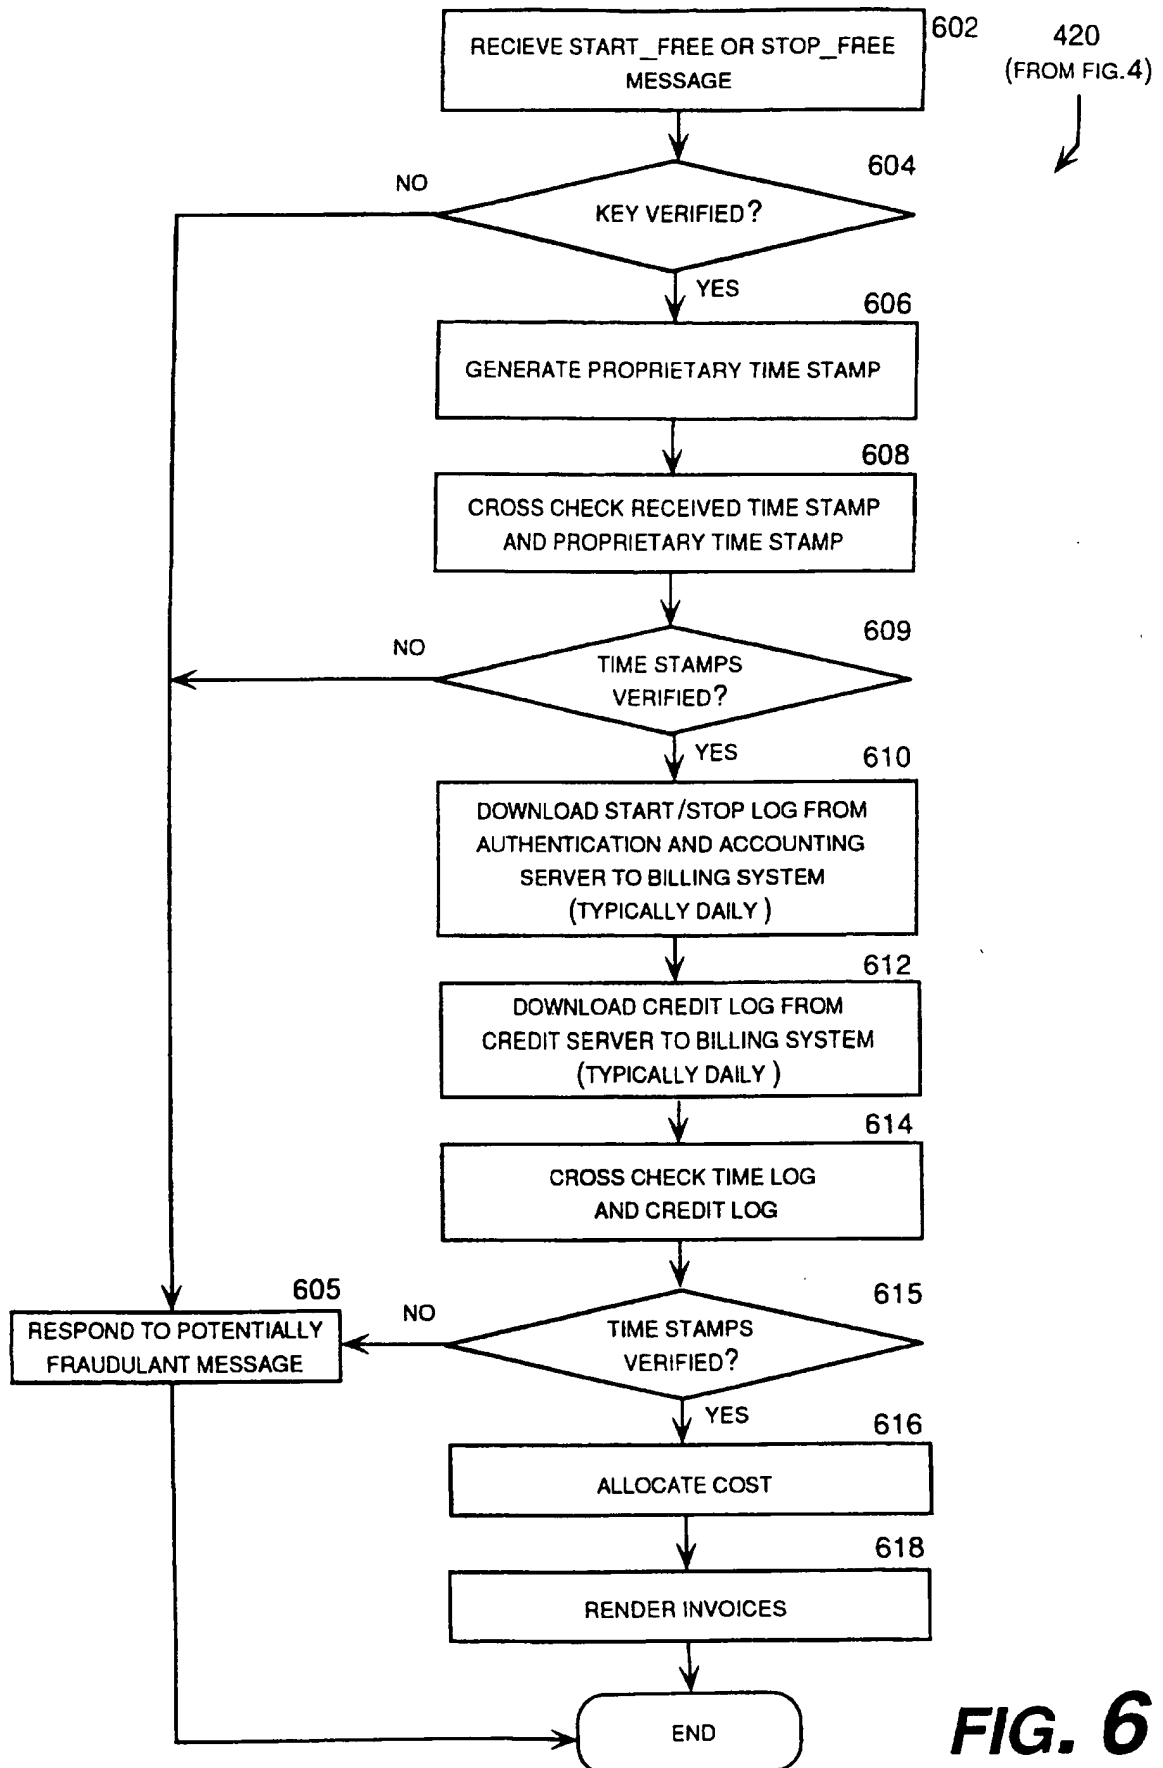 602
RECIEVE START_FREE OR STOP_FREE
MESSAGE
420
(FROM FIG.4)
604
NO
KEY VERIFIED?
YES
606
GENERATE PROPRIETARY TIME STAMP
608
CROSS CHECK RECEIVED TIME STAMP
AND PROPRIETARY TIME STAMP
609
NO
TIME STAMPS
VERIFIED?
YES
610
DOWNLOAD START/STOP LOG FROM
AUTHENTICATION AND ACCOUNTING
SERVER TO BILLING SYSTEM
(TYPICALLY DAILY)
612
DOWNLOAD CREDIT LOG FROM
CREDIT SERVER TO BILLING SYSTEM
(TYPICALLY DAILY)
614
CROSS CHECK TIME LOG
AND CREDIT LOG
605
RESPOND TO POTENTIALLY
FRAUDULANT MESSAGE
NO
615
TIME STAMPS
VERIFIED?
YES
616
ALLOCATE COST
618
RENDER INVOICES
END
FIG. 6